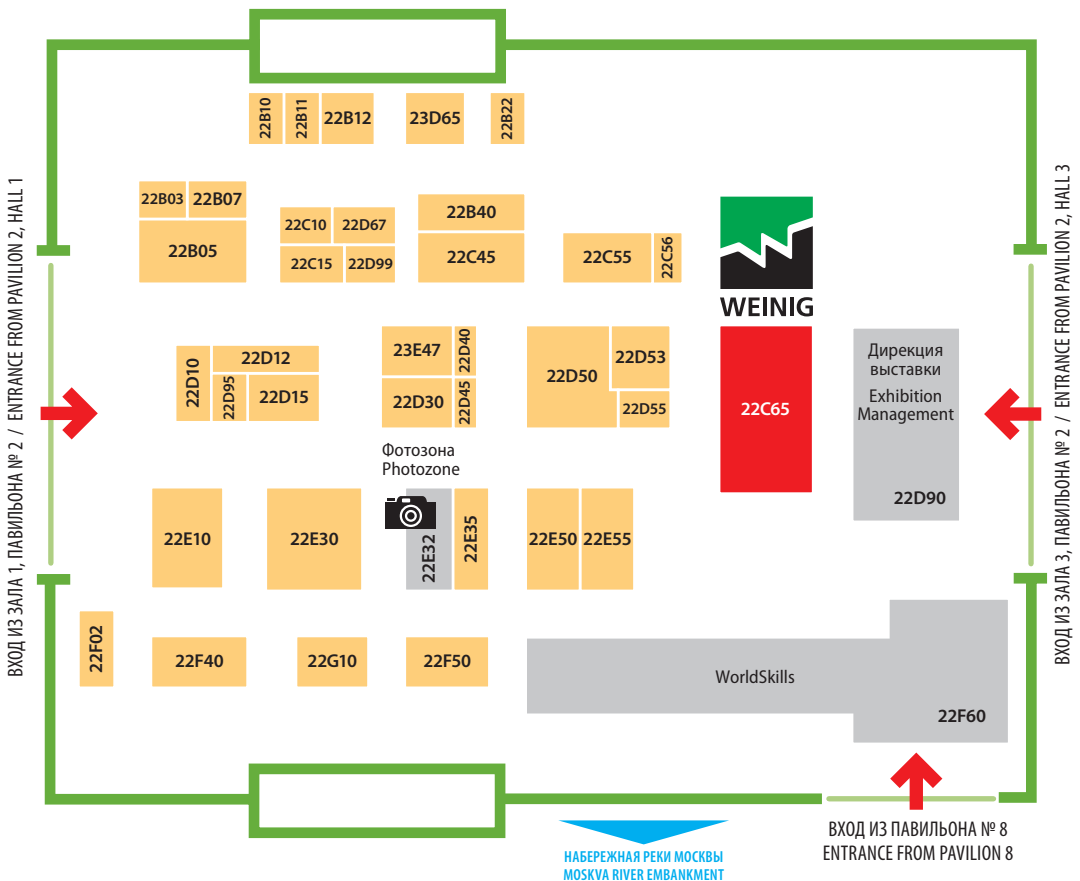 22B10
22B11
22B12
23D65
22B22
22B03
22B07
22B05
22C10
22D67
22C15
22D99
22B40
22C45
22C55
22C56
WEINIG
ВХОД ИЗ ЗАЛА 1, ПАВИЛЬОНА № 2 / ENTRANCE FROM PAVILION 2, HALL 1
ВХОД ИЗ ЗАЛА 3, ПАВИЛЬОНА № 2 / ENTRANCE FROM PAVILION 2, HALL 3
22D10
22D12
22D95
22D15
23E47
22D40
22D30
22D45
22D50
22D53
22D55
22C65
Дирекция
выставки
Exhibition
Management
22D90
Фотозона
Photozone
22E10
22E30
22E32
22E35
22E50
22E55
22F02
22F40
22G10
22F50
WorldSkills
22F60
НАБЕРЕЖНАЯ РЕКИ МОСКВЫ
MOSKVA RIVER EMBANKMENT
ВХОД ИЗ ПАВИЛЬОНА № 8
ENTRANCE FROM PAVILION 8